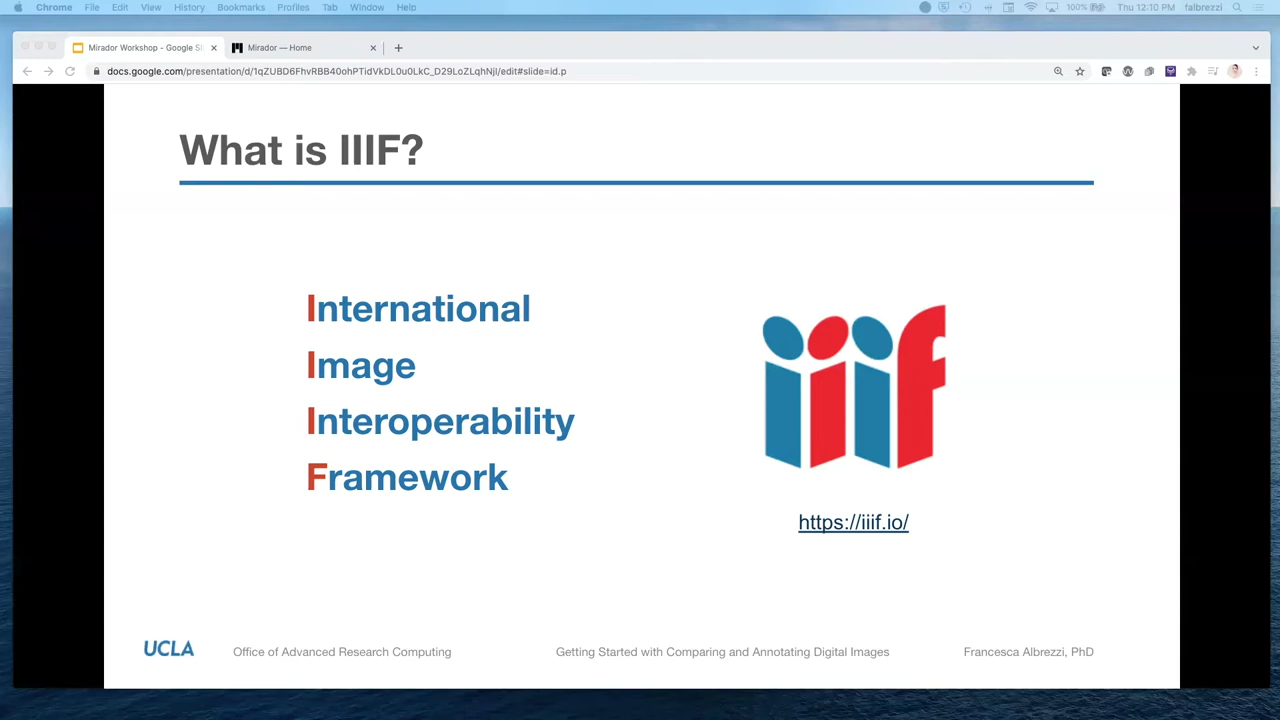 Chrome File Edit View History Bookmarks Profiles Tab Window Help 100% Thu 12:10 PM falbrezzi
Mirador Workshop - Google Sl Mirador — Home
docs.google.com/presentation/d/1qZUBD6FhvRBB40ohPTidVkDL0u0LkC_D29LoZLqhNjI/edit#slide=id.p
What is IIIF?
International
Image
Interoperability
Framework
iiif
https://iiif.io/
UCLA Office of Advanced Research Computing Getting Started with Comparing and Annotating Digital Images Francesca Albrezzi, PhD